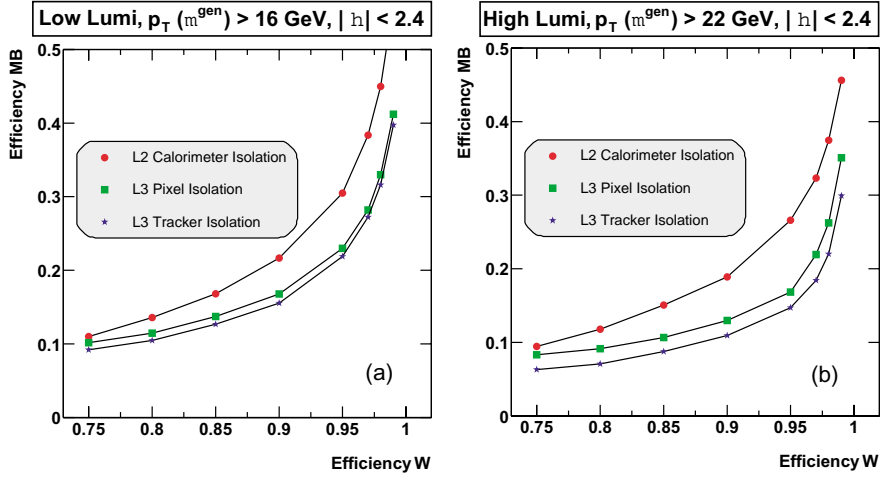 Low Lumi, pT (m^gen) > 16 GeV, | h| < 2.4
Efficiency MB
0.5
0.4
0.3
0.2
0.1
0
L2 Calorimeter Isolation
L3 Pixel Isolation
L3 Tracker Isolation
(a)
0.75 0.8 0.85 0.9 0.95 1
Efficiency W
High Lumi, pT (m^gen) > 22 GeV, | h| < 2.4
Efficiency MB
0.5
0.4
0.3
0.2
0.1
0
L2 Calorimeter Isolation
L3 Pixel Isolation
L3 Tracker Isolation
(b)
0.75 0.8 0.85 0.9 0.95 1
Efficiency W